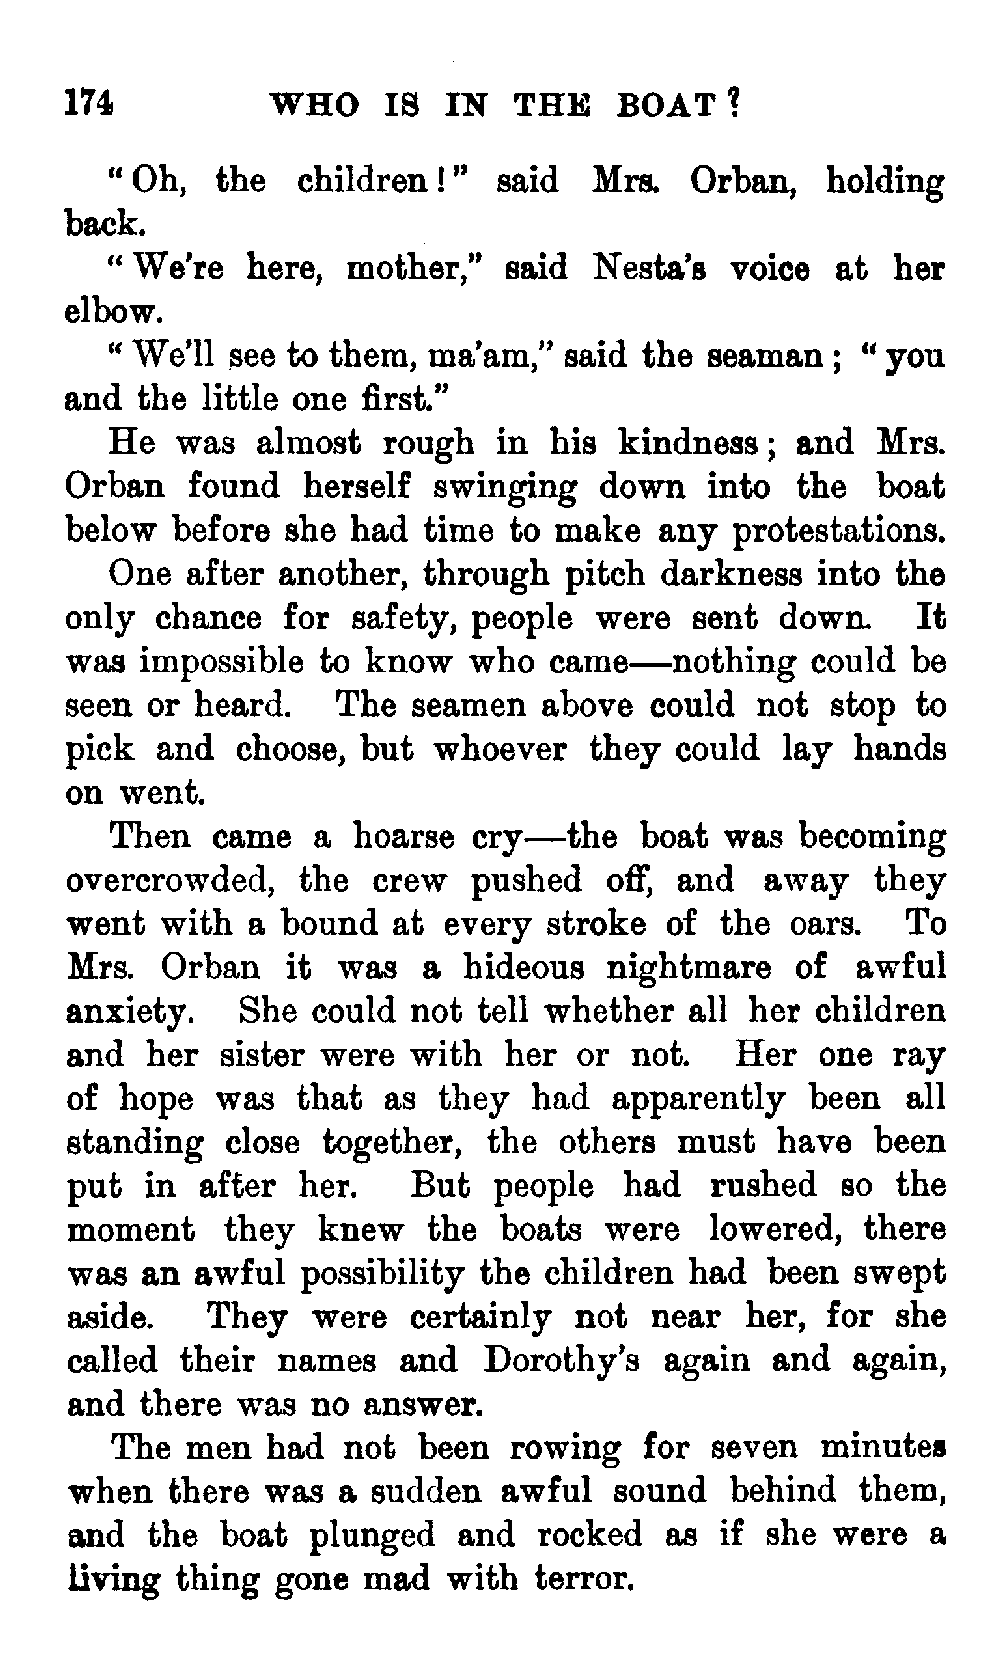 174 WHO IS IN THE BOAT?
"Oh, the children!" said Mrs. Orban, holding
back.
"We're here, mother," said Nesta's voice at her
elbow.
"We'll see to them, ma'am," said the seaman; "you
and the little one first."
He was almost rough in his kindness; and Mrs.
Orban found herself swinging down into the boat
below before she had time to make any protestations.
One after another, through pitch darkness into the
only chance for safety, people were sent down. It
was impossible to know who came—nothing could be
seen or heard. The seamen above could not stop to
pick and choose, but whoever they could lay hands
on went.
Then came a hoarse cry—the boat was becoming
overcrowded, the crew pushed off, and away they
went with a bound at every stroke of the oars. To
Mrs. Orban it was a hideous nightmare of awful
anxiety. She could not tell whether all her children
and her sister were with her or not. Her one ray
of hope was that as they had apparently been all
standing close together, the others must have been
put in after her. But people had rushed so the
moment they knew the boats were lowered, there
was an awful possibility the children had been swept
aside. They were certainly not near her, for she
called their names and Dorothy's again and again,
and there was no answer.
The men had not been rowing for seven minutes
when there was a sudden awful sound behind them,
and the boat plunged and rocked as if she were a
living thing gone mad with terror.